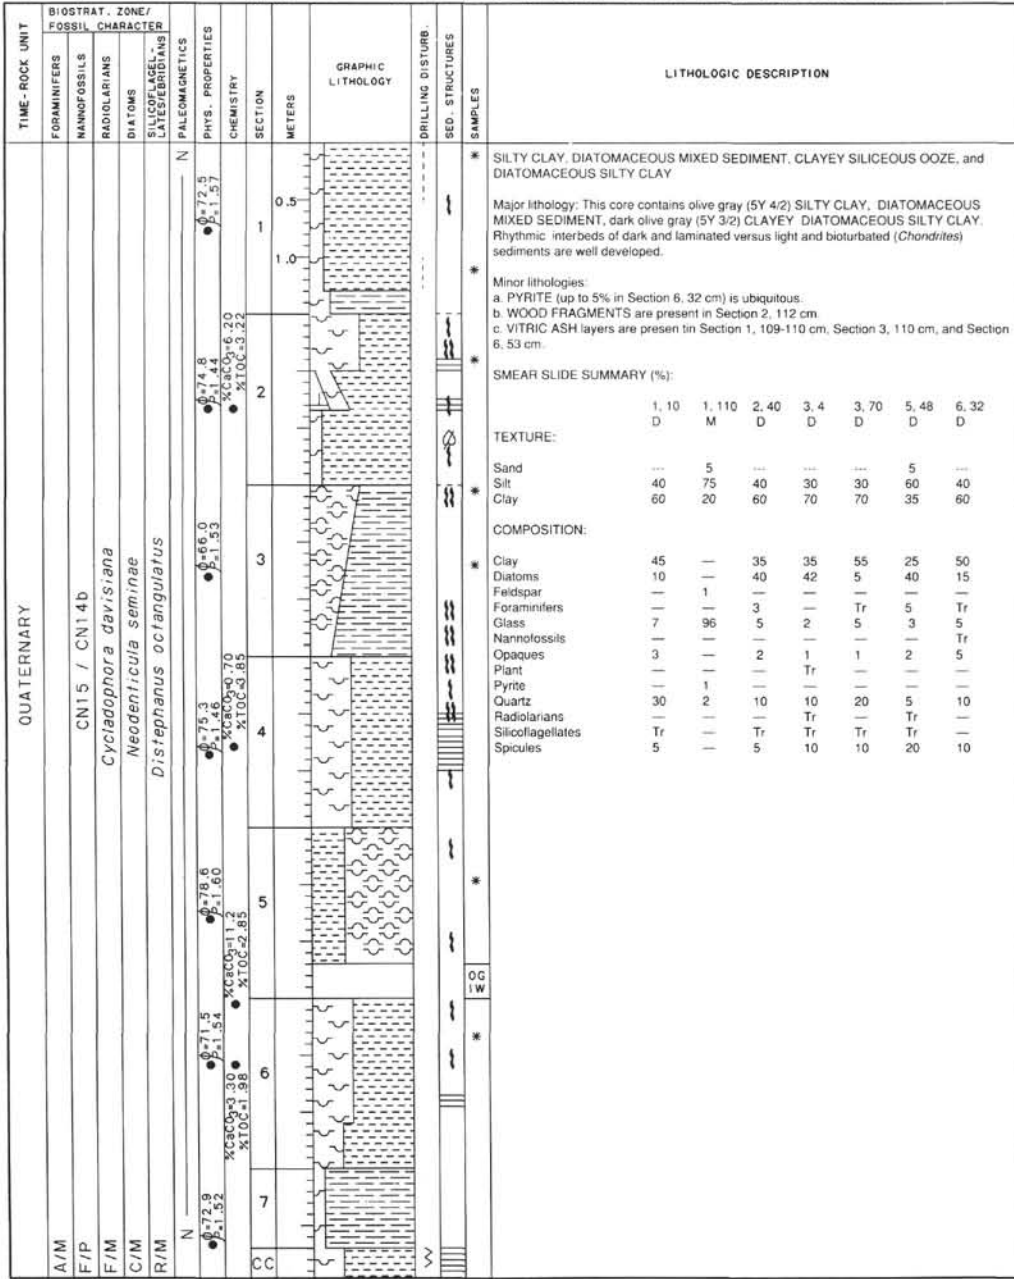 TIME-ROCK UNIT
BIOSTRAT. ZONE/
FOSSIL CHARACTER
FORAMINIFERS
NANNOFOSSILS
RADIOLARIANS
DIATOMS
SILICOFLAGEL-
LATES/EBRIDIANS
PALEOMAGNETICS
PHYS. PROPERTIES
CHEMISTRY
SECTION
METERS
GRAPHIC
LITHOLOGY
DRILLING DISTURB.
SED. STRUCTURES
SAMPLES
LITHOLOGIC DESCRIPTION
QUATERNARY
A/M
F/P
CN15 / CN14b
F/M
Cycladophora davisiana
C/M
Neodenticula seminae
R/M
Distephanus octangulatus
N
N
Φ=72.5
P=1.57
Φ=74.8
P=1.44
Φ=66.0
P=1.53
Φ=75.3
P=1.46
Φ=78.6
P=1.60
Φ=71.5
P=1.54
Φ=72.9
P=1.52
%CaCO3=6.20
%TOC=3.22
%CaCO3=0.70
%TOC=3.85
%CaCO3=11.2
%TOC=2.85
%CaCO3=3.30
%TOC=1.98
1
2
3
4
5
6
7
CC
0.5
1.0
*
*
*
*
*
*
OG
IW
*
SILTY CLAY, DIATOMACEOUS MIXED SEDIMENT, CLAYEY SILICEOUS OOZE, and
DIATOMACEOUS SILTY CLAY
Major lithology: This core contains olive gray (5Y 4/2) SILTY CLAY, DIATOMACEOUS
MIXED SEDIMENT, dark olive gray (5Y 3/2) CLAYEY DIATOMACEOUS SILTY CLAY.
Rhythmic interbeds of dark and laminated versus light and bioturbated (Chondrites)
sediments are well developed.
Minor lithologies:
a. PYRITE (up to 5% in Section 6, 32 cm) is ubiquitous.
b. WOOD FRAGMENTS are present in Section 2, 112 cm.
c. VITRIC ASH layers are presen tin Section 1, 109-110 cm, Section 3, 110 cm, and Section
6, 53 cm.
SMEAR SLIDE SUMMARY (%):
1, 10 1, 110 2, 40 3, 4 3, 70 5, 48 6, 32
D M D D D D D
TEXTURE:
Sand --- 5 --- --- --- 5 ---
Silt 40 75 40 30 30 60 40
Clay 60 20 60 70 70 35 60
COMPOSITION:
Clay 45 — 35 35 55 25 50
Diatoms 10 — 40 42 5 40 15
Feldspar — 1 — — — — —
Foraminifers — — 3 — Tr 5 Tr
Glass 7 96 5 2 5 3 5
Nannofossils — — — — — — Tr
Opaques 3 — 2 1 1 2 5
Plant — — — Tr — — —
Pyrite — 1 — — — — —
Quartz 30 2 10 10 20 5 10
Radiolarians — — — Tr — Tr —
Silicoflagellates Tr — Tr Tr Tr Tr —
Spicules 5 — 5 10 10 20 10